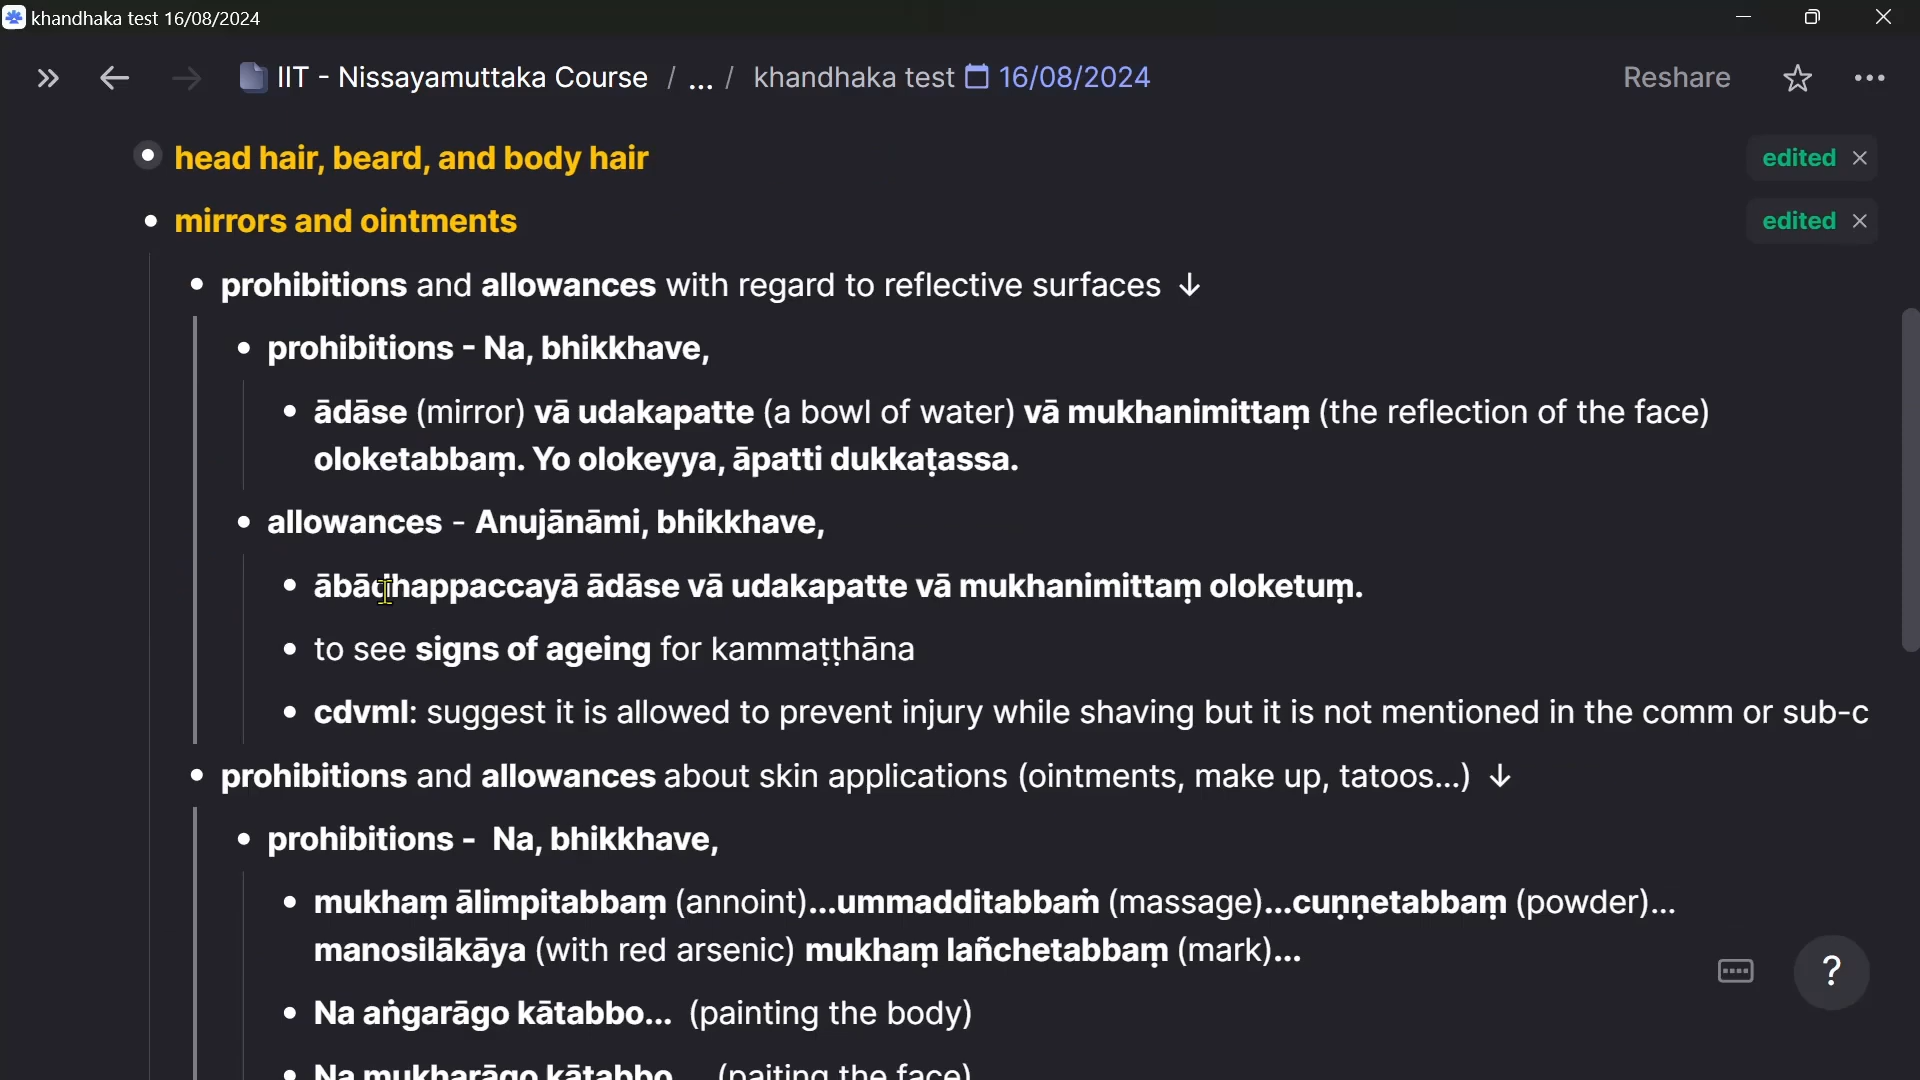 khandhaka test 16/08/2024
IIT - Nissayamuttaka Course / ... / khandhaka test 16/08/2024 Reshare
head hair, beard, and body hair edited
mirrors and ointments edited
prohibitions and allowances with regard to reflective surfaces ↓
prohibitions - Na, bhikkhave,
ādāse (mirror) vā udakapatte (a bowl of water) vā mukhanimittaṃ (the reflection of the face)
oloketabbaṃ. Yo olokeyya, āpatti dukkaṭassa.
allowances - Anujānāmi, bhikkhave,
ābādhappaccayā ādāse vā udakapatte vā mukhanimittaṃ oloketuṃ.
to see signs of ageing for kammaṭṭhāna
cdvml: suggest it is allowed to prevent injury while shaving but it is not mentioned in the comm or sub-c
prohibitions and allowances about skin applications (ointments, make up, tatoos...) ↓
prohibitions - Na, bhikkhave,
mukhaṃ ālimpitabbaṃ (annoint)...ummadditabbaṁ (massage)...cuṇṇetabbaṃ (powder)...
manosilākāya (with red arsenic) mukhaṃ lañchetabbaṃ (mark)...
?
Na aṅgarāgo kātabbo... (painting the body)
Na mukharāgo kātabbo... (paiting the face)